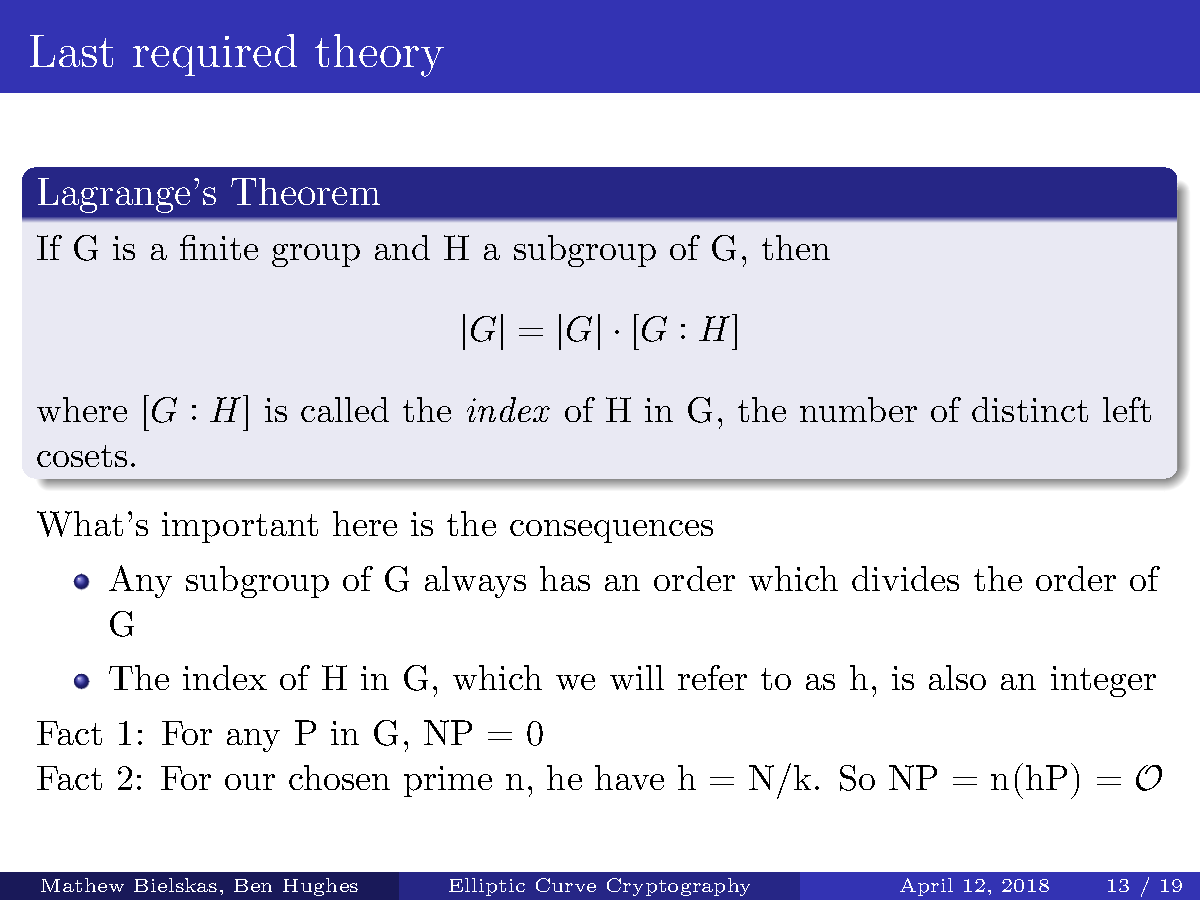 Last required theory
Lagrange's Theorem
If G is a finite group and H a subgroup of G, then
|G| = |G| · [G : H]
where [G : H] is called the index of H in G, the number of distinct left
cosets.
What's important here is the consequences
Any subgroup of G always has an order which divides the order of
G
The index of H in G, which we will refer to as h, is also an integer
Fact 1: For any P in G, NP = 0
Fact 2: For our chosen prime n, he have h = N/k. So NP = n(hP) = 𝒪
Mathew Bielskas, Ben Hughes Elliptic Curve Cryptography April 12, 2018 13 / 19